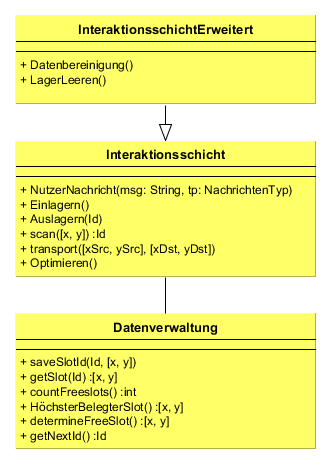 InteraktionsschichtErweitert
+ Datenbereinigung()
+ LagerLeeren()
Interaktionsschicht
+ NutzerNachricht(msg: String, tp: NachrichtenTyp)
+ Einlagern()
+ Auslagern(Id)
+ scan([x, y]) :Id
+ transport([xSrc, ySrc], [xDst, yDst])
+ Optimieren()
Datenverwaltung
+ saveSlotId(Id, [x, y])
+ getSlot(Id) :[x, y]
+ countFreeslots() :int
+ HöchsterBelegterSlot() :[x, y]
+ determineFreeSlot() :[x, y]
+ getNextId() :Id